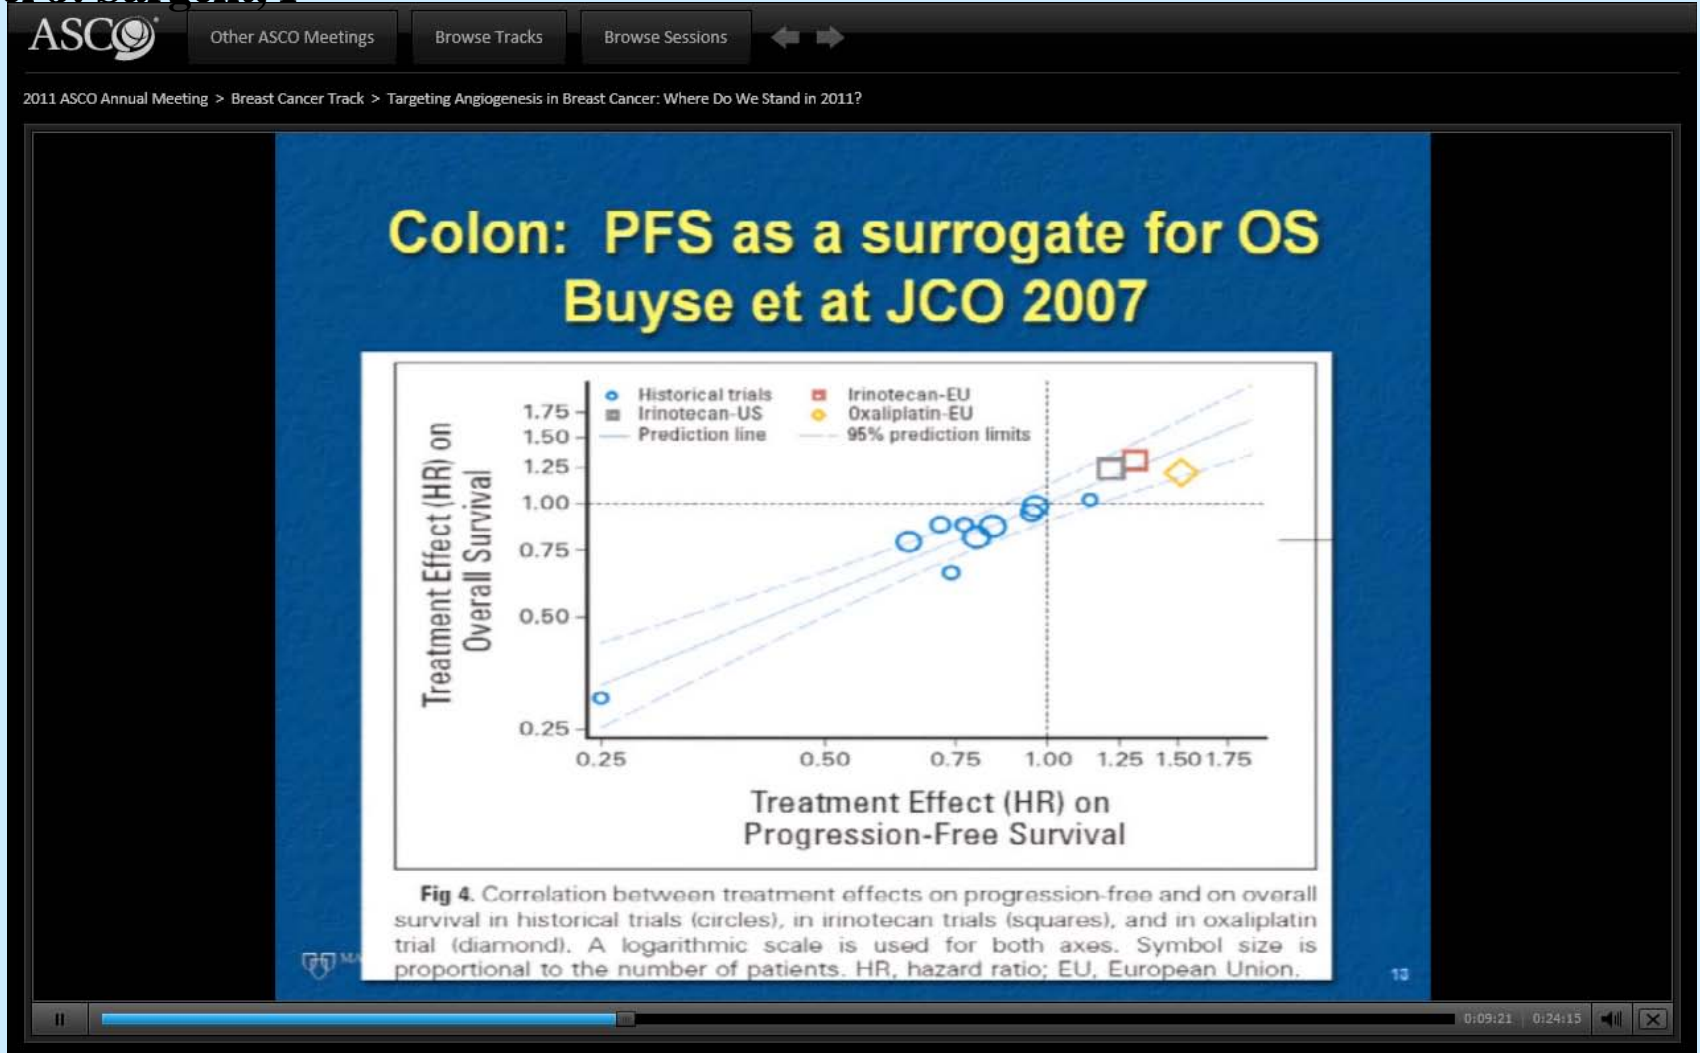 ASCO
Other ASCO Meetings
Browse Tracks
Browse Sessions
2011 ASCO Annual Meeting > Breast Cancer Track > Targeting Angiogenesis in Breast Cancer: Where Do We Stand in 2011?
Colon: PFS as a surrogate for OS
Buyse et at JCO 2007
Historical trials
Irinotecan-EU
Irinotecan-US
Oxaliplatin-EU
Prediction line
95% prediction limits
Treatment Effect (HR) on
Overall Survival
1.75
1.50
1.25
1.00
0.75
0.50
0.25
0.25 0.50 0.75 1.00 1.25 1.50 1.75
Treatment Effect (HR) on
Progression-Free Survival
Fig 4. Correlation between treatment effects on progression-free and on overall
survival in historical trials (circles), in irinotecan trials (squares), and in oxaliplatin
trial (diamond). A logarithmic scale is used for both axes. Symbol size is
proportional to the number of patients. HR, hazard ratio; EU, European Union.
MA
13
0:09:21 0:24:15